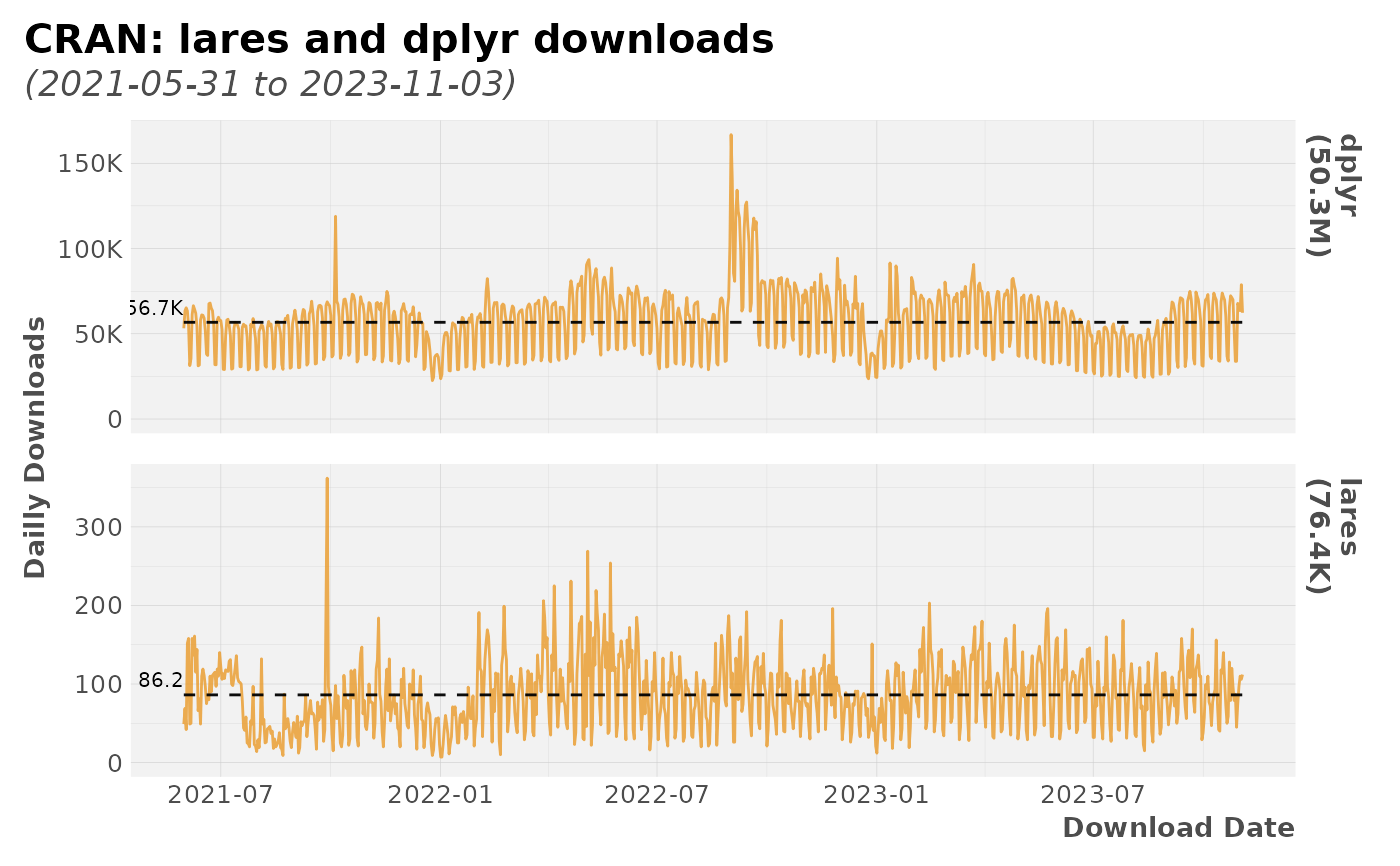 CRAN: lares and dplyr downloads
(2021-05-31 to 2023-11-03)
Dailly Downloads
150K
100K
50K
0
56.7K
dplyr
(50.3M)
300
200
100
0
86.2
lares
(76.4K)
2021-07
2022-01
2022-07
2023-01
2023-07
Download Date